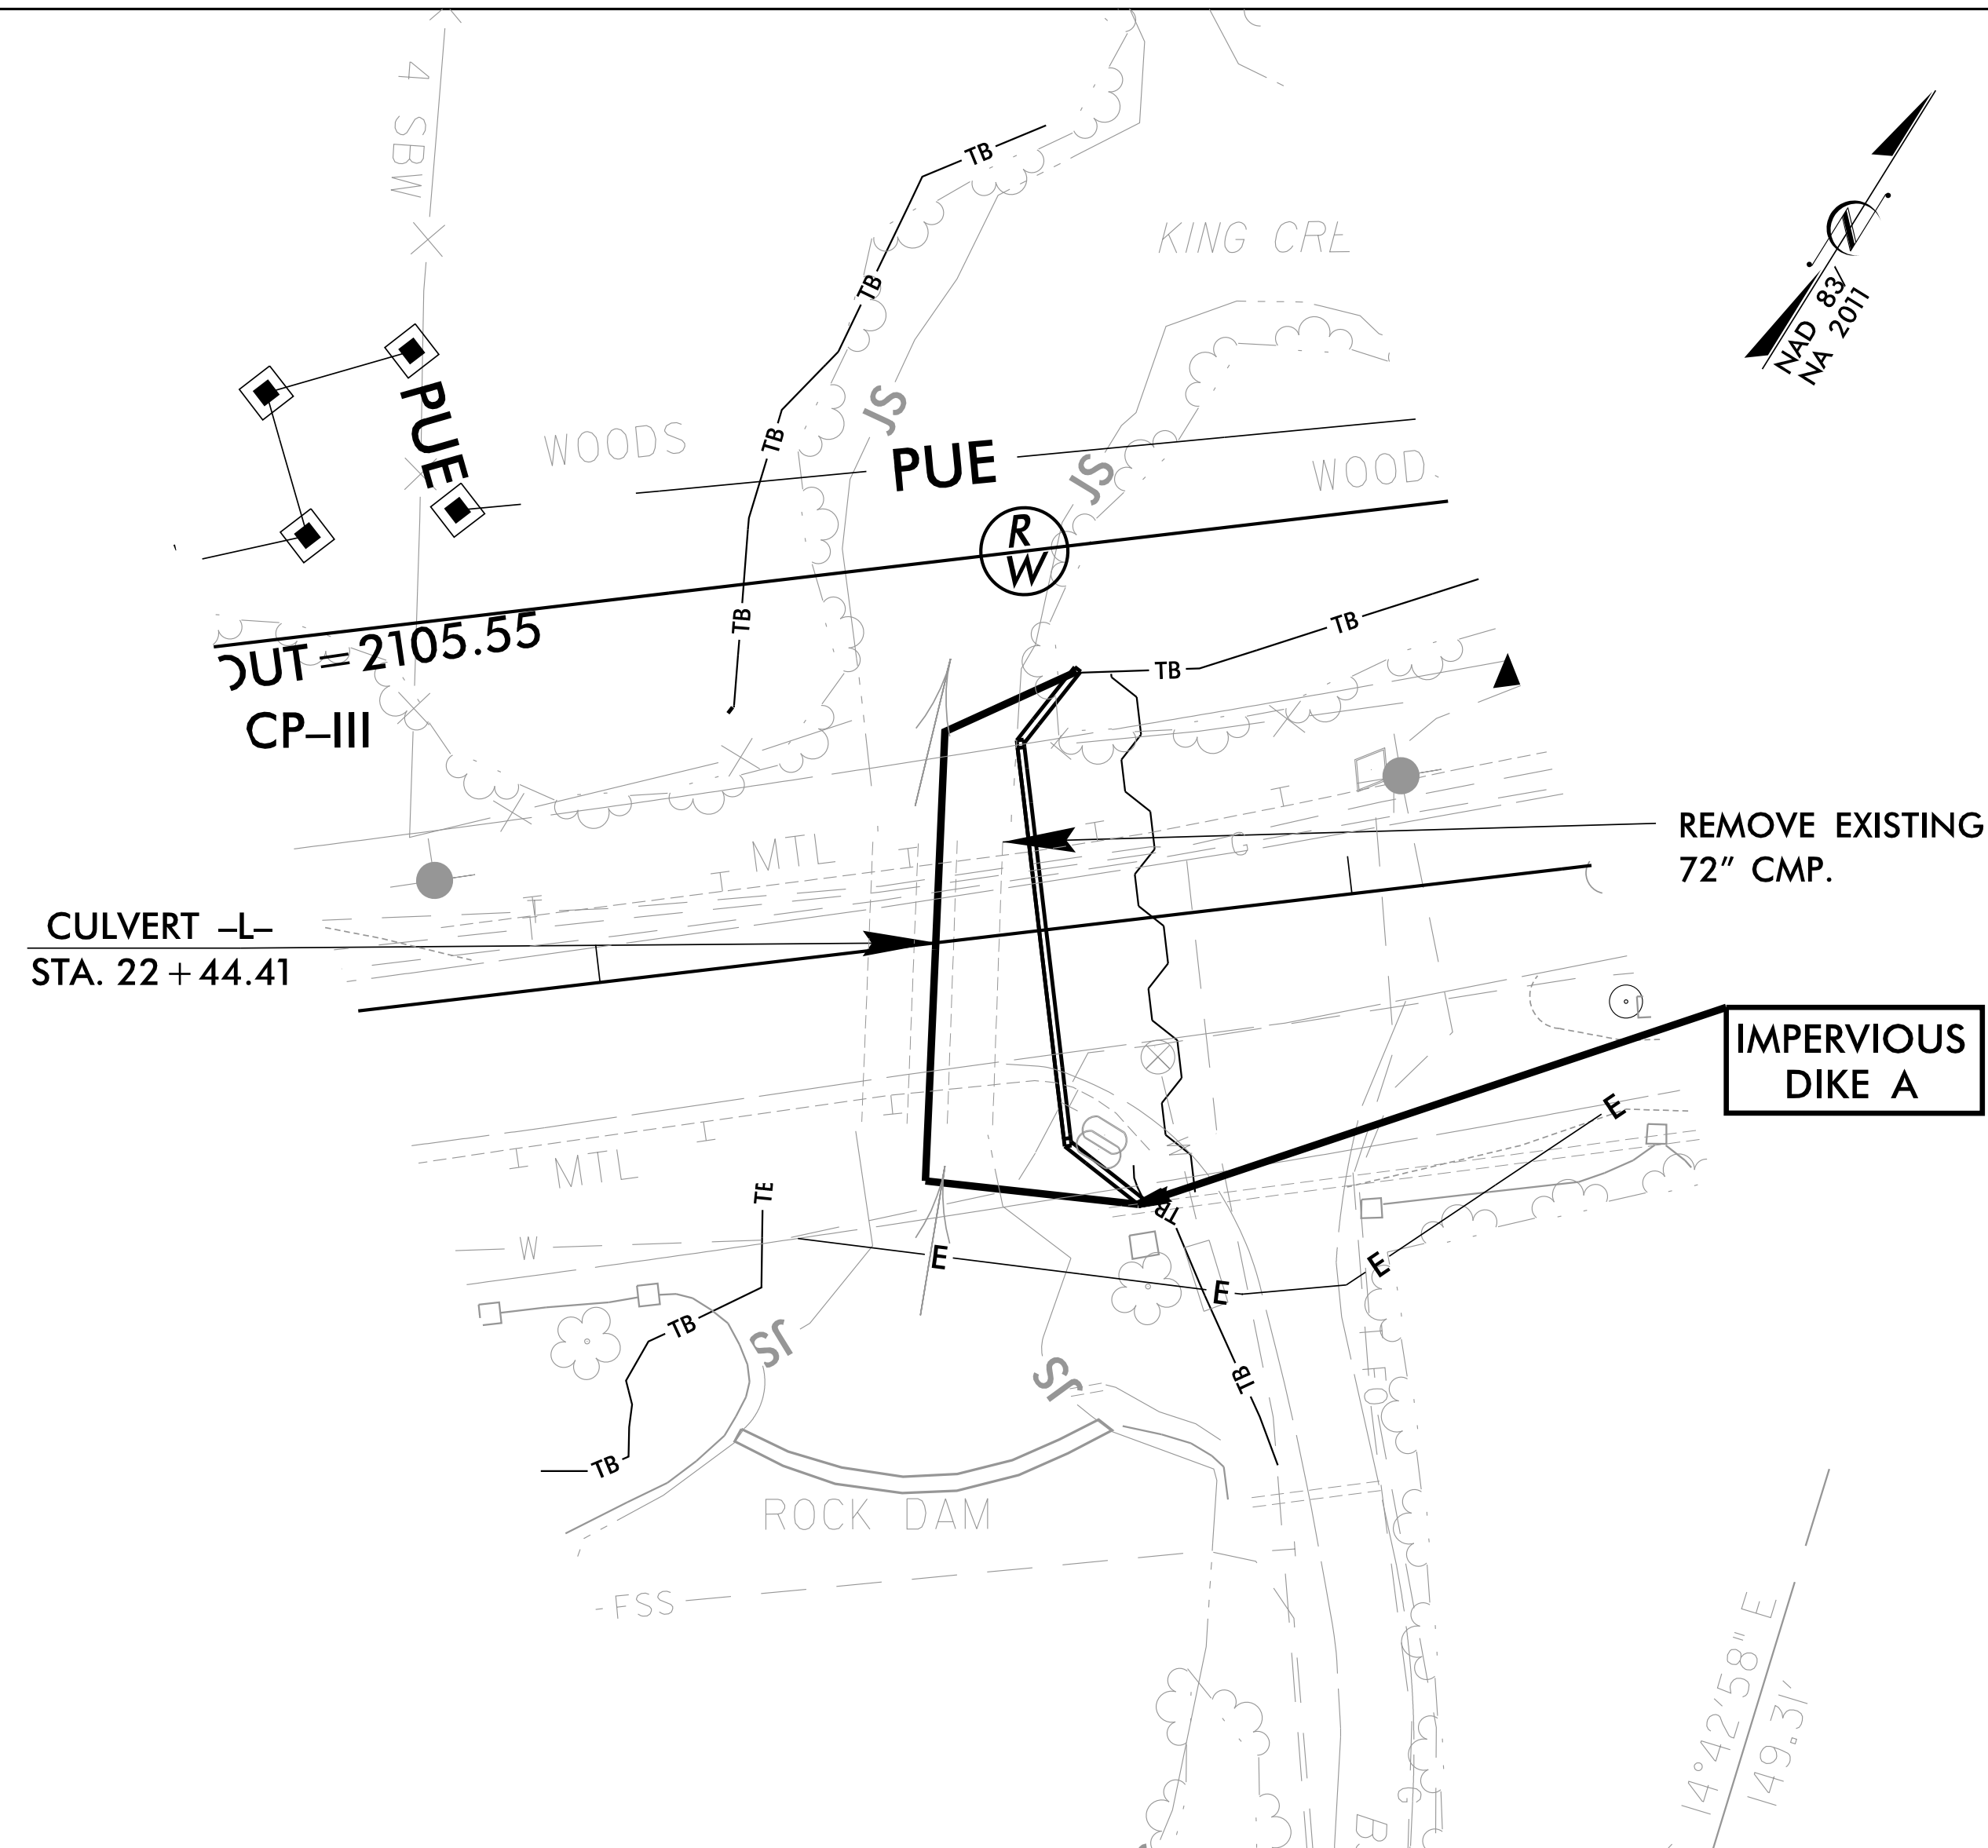 4 SBW
TB
KING CRE
TB
NAD 83/
NA 2011
PUE
JS
WOODS
TB
PUE
JS
WOOD
R
W
TB
OUT = 2105.55
TB
TB
CP–III
MTL
T
T
T
T
T
G
REMOVE EXISTING
72" CMP.
CULVERT –L–
STA. 22 + 44.41
IMPERVIOUS
DIKE A
T
T
T
MTL
W
TE
TB
E
E
E
E
TB
JS
JS
TB
TB
ROCK DAM
FSS
14°42'58" E
149.31'